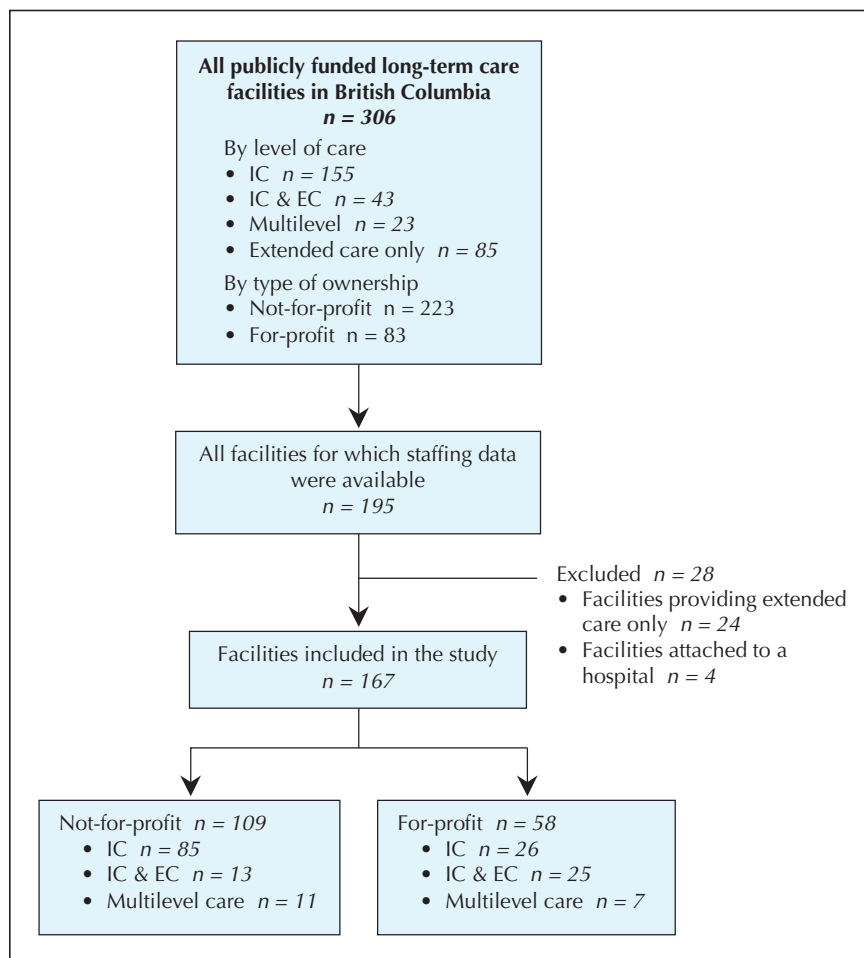 All publicly funded long-term care
facilities in British Columbia
n = 306
By level of care
• IC n = 155
• IC & EC n = 43
• Multilevel n = 23
• Extended care only n = 85
By type of ownership
• Not-for-profit n = 223
• For-profit n = 83
All facilities for which staffing data
were available
n = 195
Excluded n = 28
• Facilities providing extended
care only n = 24
• Facilities attached to a
hospital n = 4
Facilities included in the study
n = 167
Not-for-profit n = 109
• IC n = 85
• IC & EC n = 13
• Multilevel care n = 11
For-profit n = 58
• IC n = 26
• IC & EC n = 25
• Multilevel care n = 7